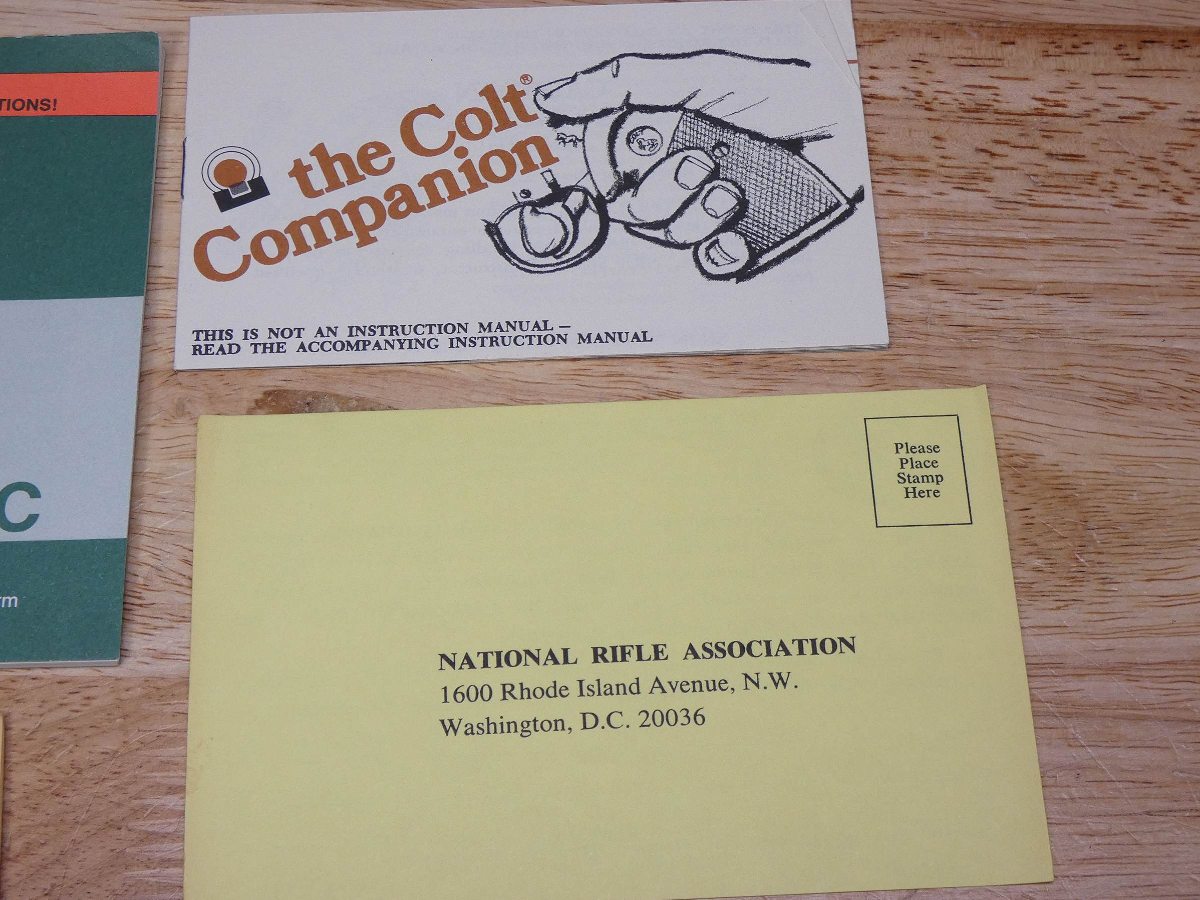 TIONS!
C
rm
the Colt®
Companion
THIS IS NOT AN INSTRUCTION MANUAL —
READ THE ACCOMPANYING INSTRUCTION MANUAL
Please
Place
Stamp
Here
NATIONAL RIFLE ASSOCIATION
1600 Rhode Island Avenue, N.W.
Washington, D.C. 20036